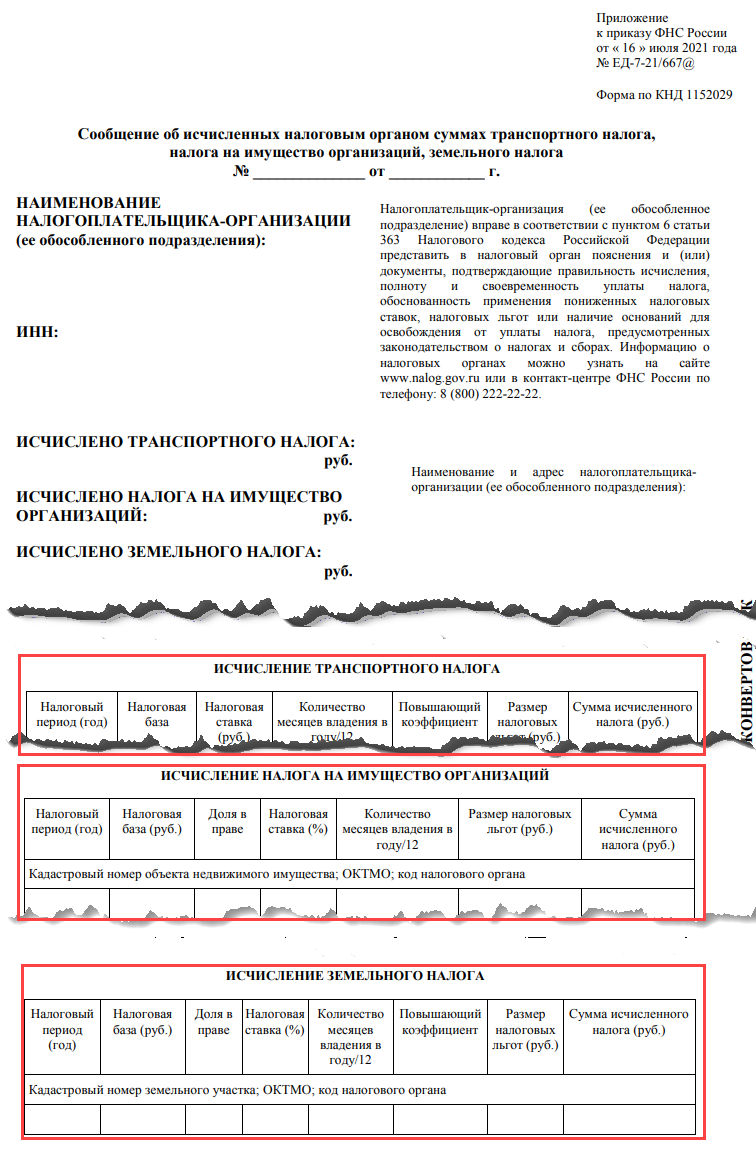 Приложение
к приказу ФНС России
от « 16 » июля 2021 года
№ ЕД-7-21/667@
Форма по КНД 1152029
Сообщение об исчисленных налоговым органом суммах транспортного налога,
налога на имущество организаций, земельного налога
№ ______________ от ____________ г.
НАИМЕНОВАНИЕ
НАЛОГОПЛАТЕЛЬЩИКА-ОРГАНИЗАЦИИ
(ее обособленного подразделения):
ИНН:
Налогоплательщик-организация (ее обособленное
подразделение) вправе в соответствии с пунктом 6 статьи
363 Налогового кодекса Российской Федерации
представить в налоговый орган пояснения и (или)
документы, подтверждающие правильность исчисления,
полноту и своевременность уплаты налога,
обоснованность применения пониженных налоговых
ставок, налоговых льгот или наличие оснований для
освобождения от уплаты налога, предусмотренных
законодательством о налогах и сборах. Информацию о
налоговых органах можно узнать на сайте
www.nalog.gov.ru или в контакт-центре ФНС России по
телефону: 8 (800) 222-22-22.
ИСЧИСЛЕНО ТРАНСПОРТНОГО НАЛОГА:
руб.
ИСЧИСЛЕНО НАЛОГА НА ИМУЩЕСТВО
ОРГАНИЗАЦИЙ: руб.
ИСЧИСЛЕНО ЗЕМЕЛЬНОГО НАЛОГА:
руб.
Наименование и адрес налогоплательщика-
организации (ее обособленного подразделения):
КОНВЕРТОВ К
ИСЧИСЛЕНИЕ ТРАНСПОРТНОГО НАЛОГА
Налоговый
период (год)
Налоговая
база
Налоговая
ставка
(руб.)
Количество
месяцев владения в
году/12
Повышающий
коэффициент
Размер
налоговых
льгот (руб.)
Сумма исчисленного
налога (руб.)
ИСЧИСЛЕНИЕ НАЛОГА НА ИМУЩЕСТВО ОРГАНИЗАЦИЙ
Налоговый
период (год)
Налоговая
база (руб.)
Доля в
праве
Налоговая
ставка (%)
Количество
месяцев владения в
году/12
Размер налоговых
льгот (руб.)
Сумма
исчисленного
налога (руб.)
Кадастровый номер объекта недвижимого имущества; ОКТМО; код налогового органа
ИСЧИСЛЕНИЕ ЗЕМЕЛЬНОГО НАЛОГА
Налоговый
период
(год)
Налоговая
база (руб.)
Доля в
праве
Налоговая
ставка (%)
Количество
месяцев
владения в
году/12
Повышающий
коэффициент
Размер
налоговых
льгот (руб.)
Сумма исчисленного
налога (руб.)
Кадастровый номер земельного участка; ОКТМО; код налогового органа